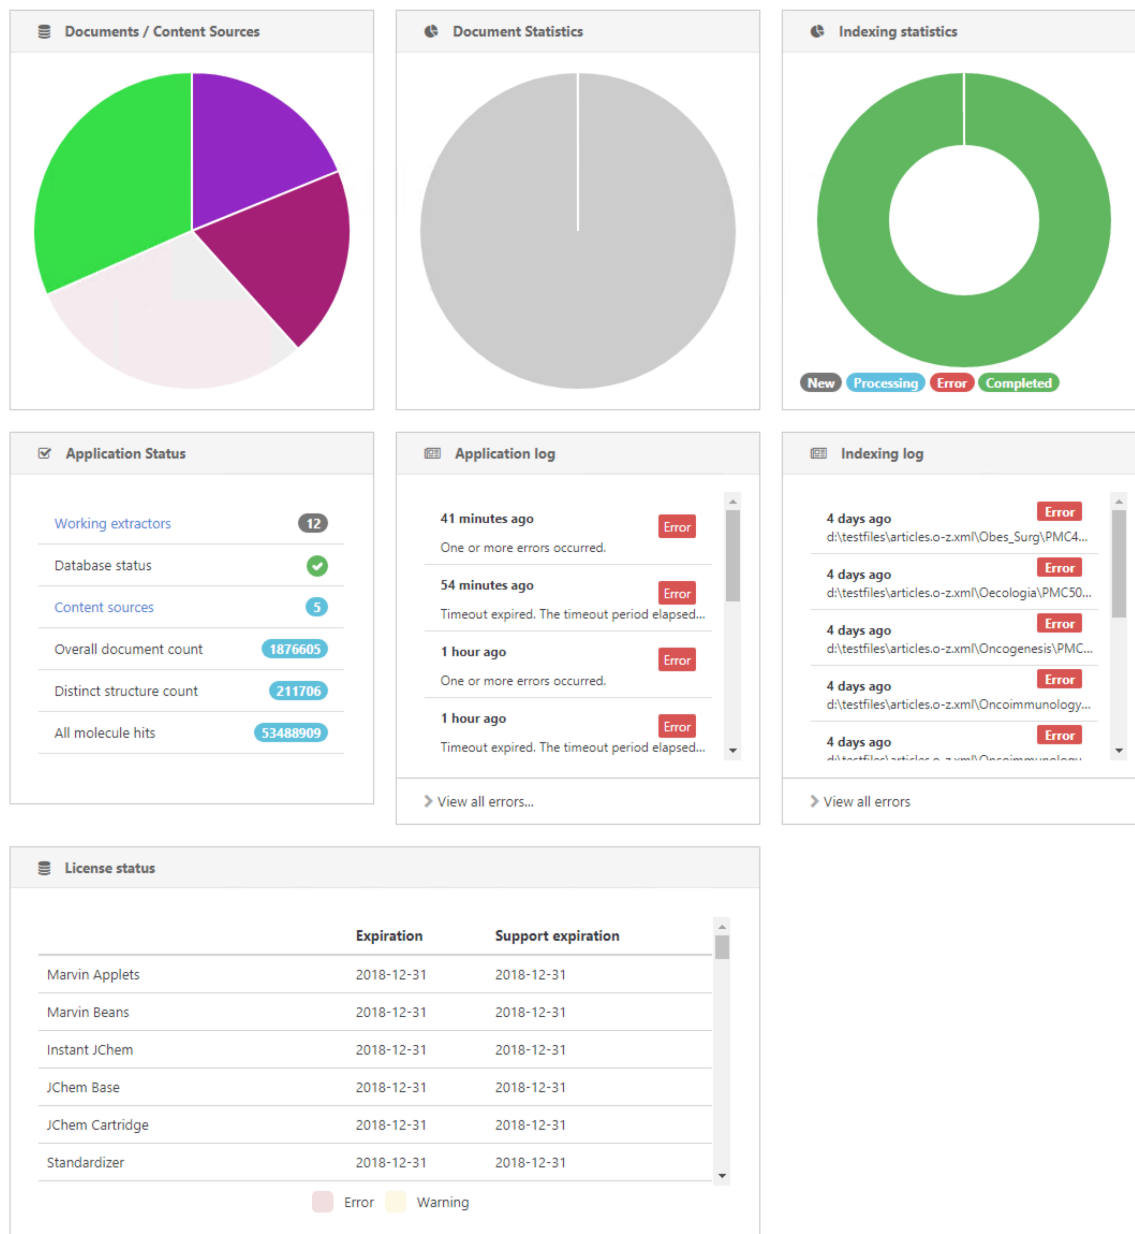 Documents / Content Sources
Document Statistics
Indexing statistics
New Processing Error Completed
Application Status
Working extractors 12
Database status
Content sources 5
Overall document count 1876605
Distinct structure count 211706
All molecule hits 53488909
Application log
41 minutes ago Error
One or more errors occurred.
54 minutes ago Error
Timeout expired. The timeout period elapsed...
1 hour ago Error
One or more errors occurred.
1 hour ago Error
Timeout expired. The timeout period elapsed...
View all errors...
Indexing log
4 days ago Error
d:\testfiles\articles.o-z.xml\Obes_Surg\PMC4...
4 days ago Error
d:\testfiles\articles.o-z.xml\Oecologia\PMC50...
4 days ago Error
d:\testfiles\articles.o-z.xml\Oncogenesis\PMC...
4 days ago Error
d:\testfiles\articles.o-z.xml\Oncoimmunology...
4 days ago Error
d:\testfiles\articles.o-z.xml\Oncoimmunology
View all errors
License status
Expiration Support expiration
Marvin Applets 2018-12-31 2018-12-31
Marvin Beans 2018-12-31 2018-12-31
Instant JChem 2018-12-31 2018-12-31
JChem Base 2018-12-31 2018-12-31
JChem Cartridge 2018-12-31 2018-12-31
Standardizer 2018-12-31 2018-12-31
Error Warning